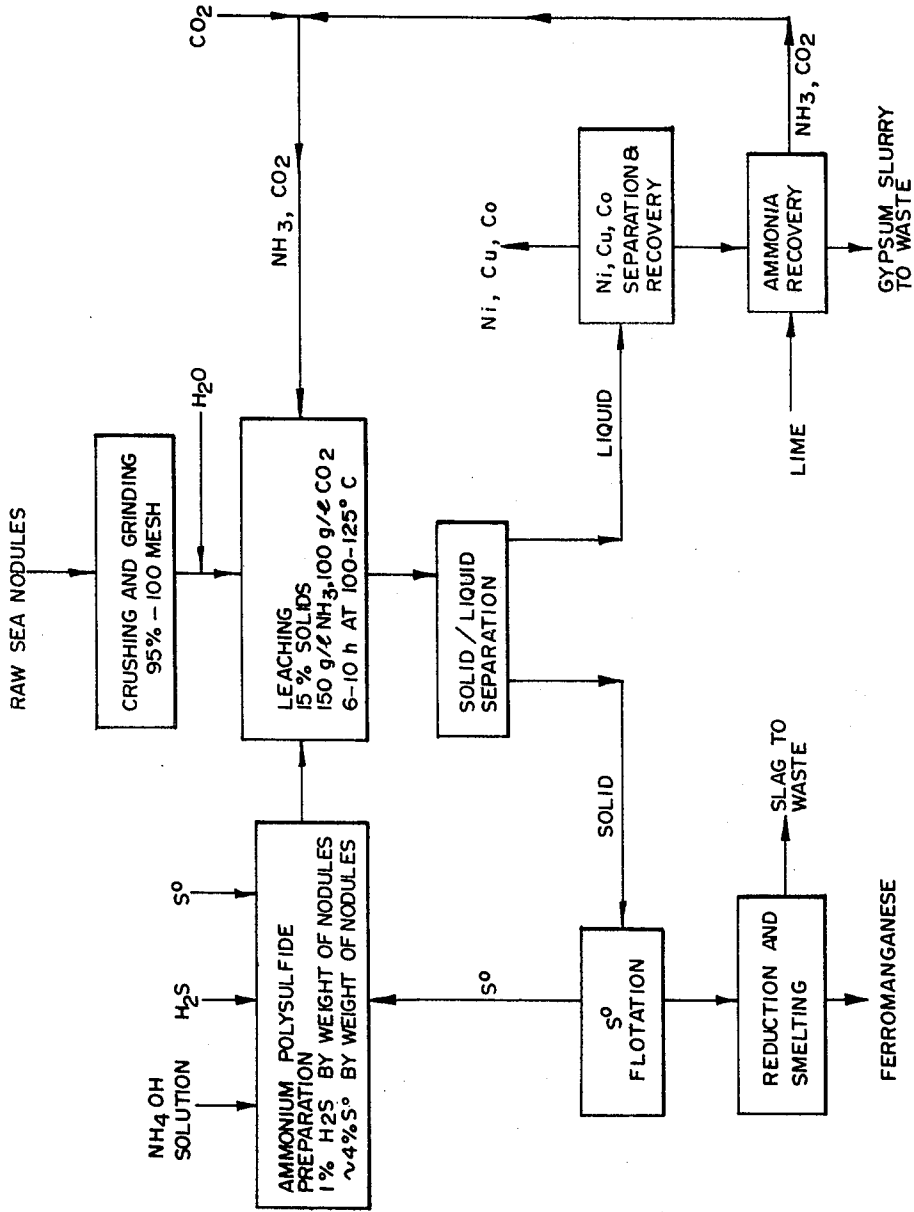 RAW SEA NODULES
CRUSHING AND GRINDING
95% – 100 MESH
H2O
CO2
NH4OH
SOLUTION
H2S
S°
AMMONIUM POLYSULFIDE
PREPARATION
1% H2S BY WEIGHT OF NODULES
~4% S° BY WEIGHT OF NODULES
LEACHING
15% SOLIDS
150 g/ℓ NH3, 100 g/ℓ CO2
6-10 h AT 100-125° C
NH3, CO2
SOLID / LIQUID
SEPARATION
SOLID
LIQUID
S°
S°
FLOTATION
Ni, Cu, Co
Ni, Cu, Co
SEPARATION &
RECOVERY
REDUCTION AND
SMELTING
SLAG TO
WASTE
FERROMANGANESE
LIME
AMMONIA
RECOVERY
NH3, CO2
GYPSUM SLURRY
TO WASTE